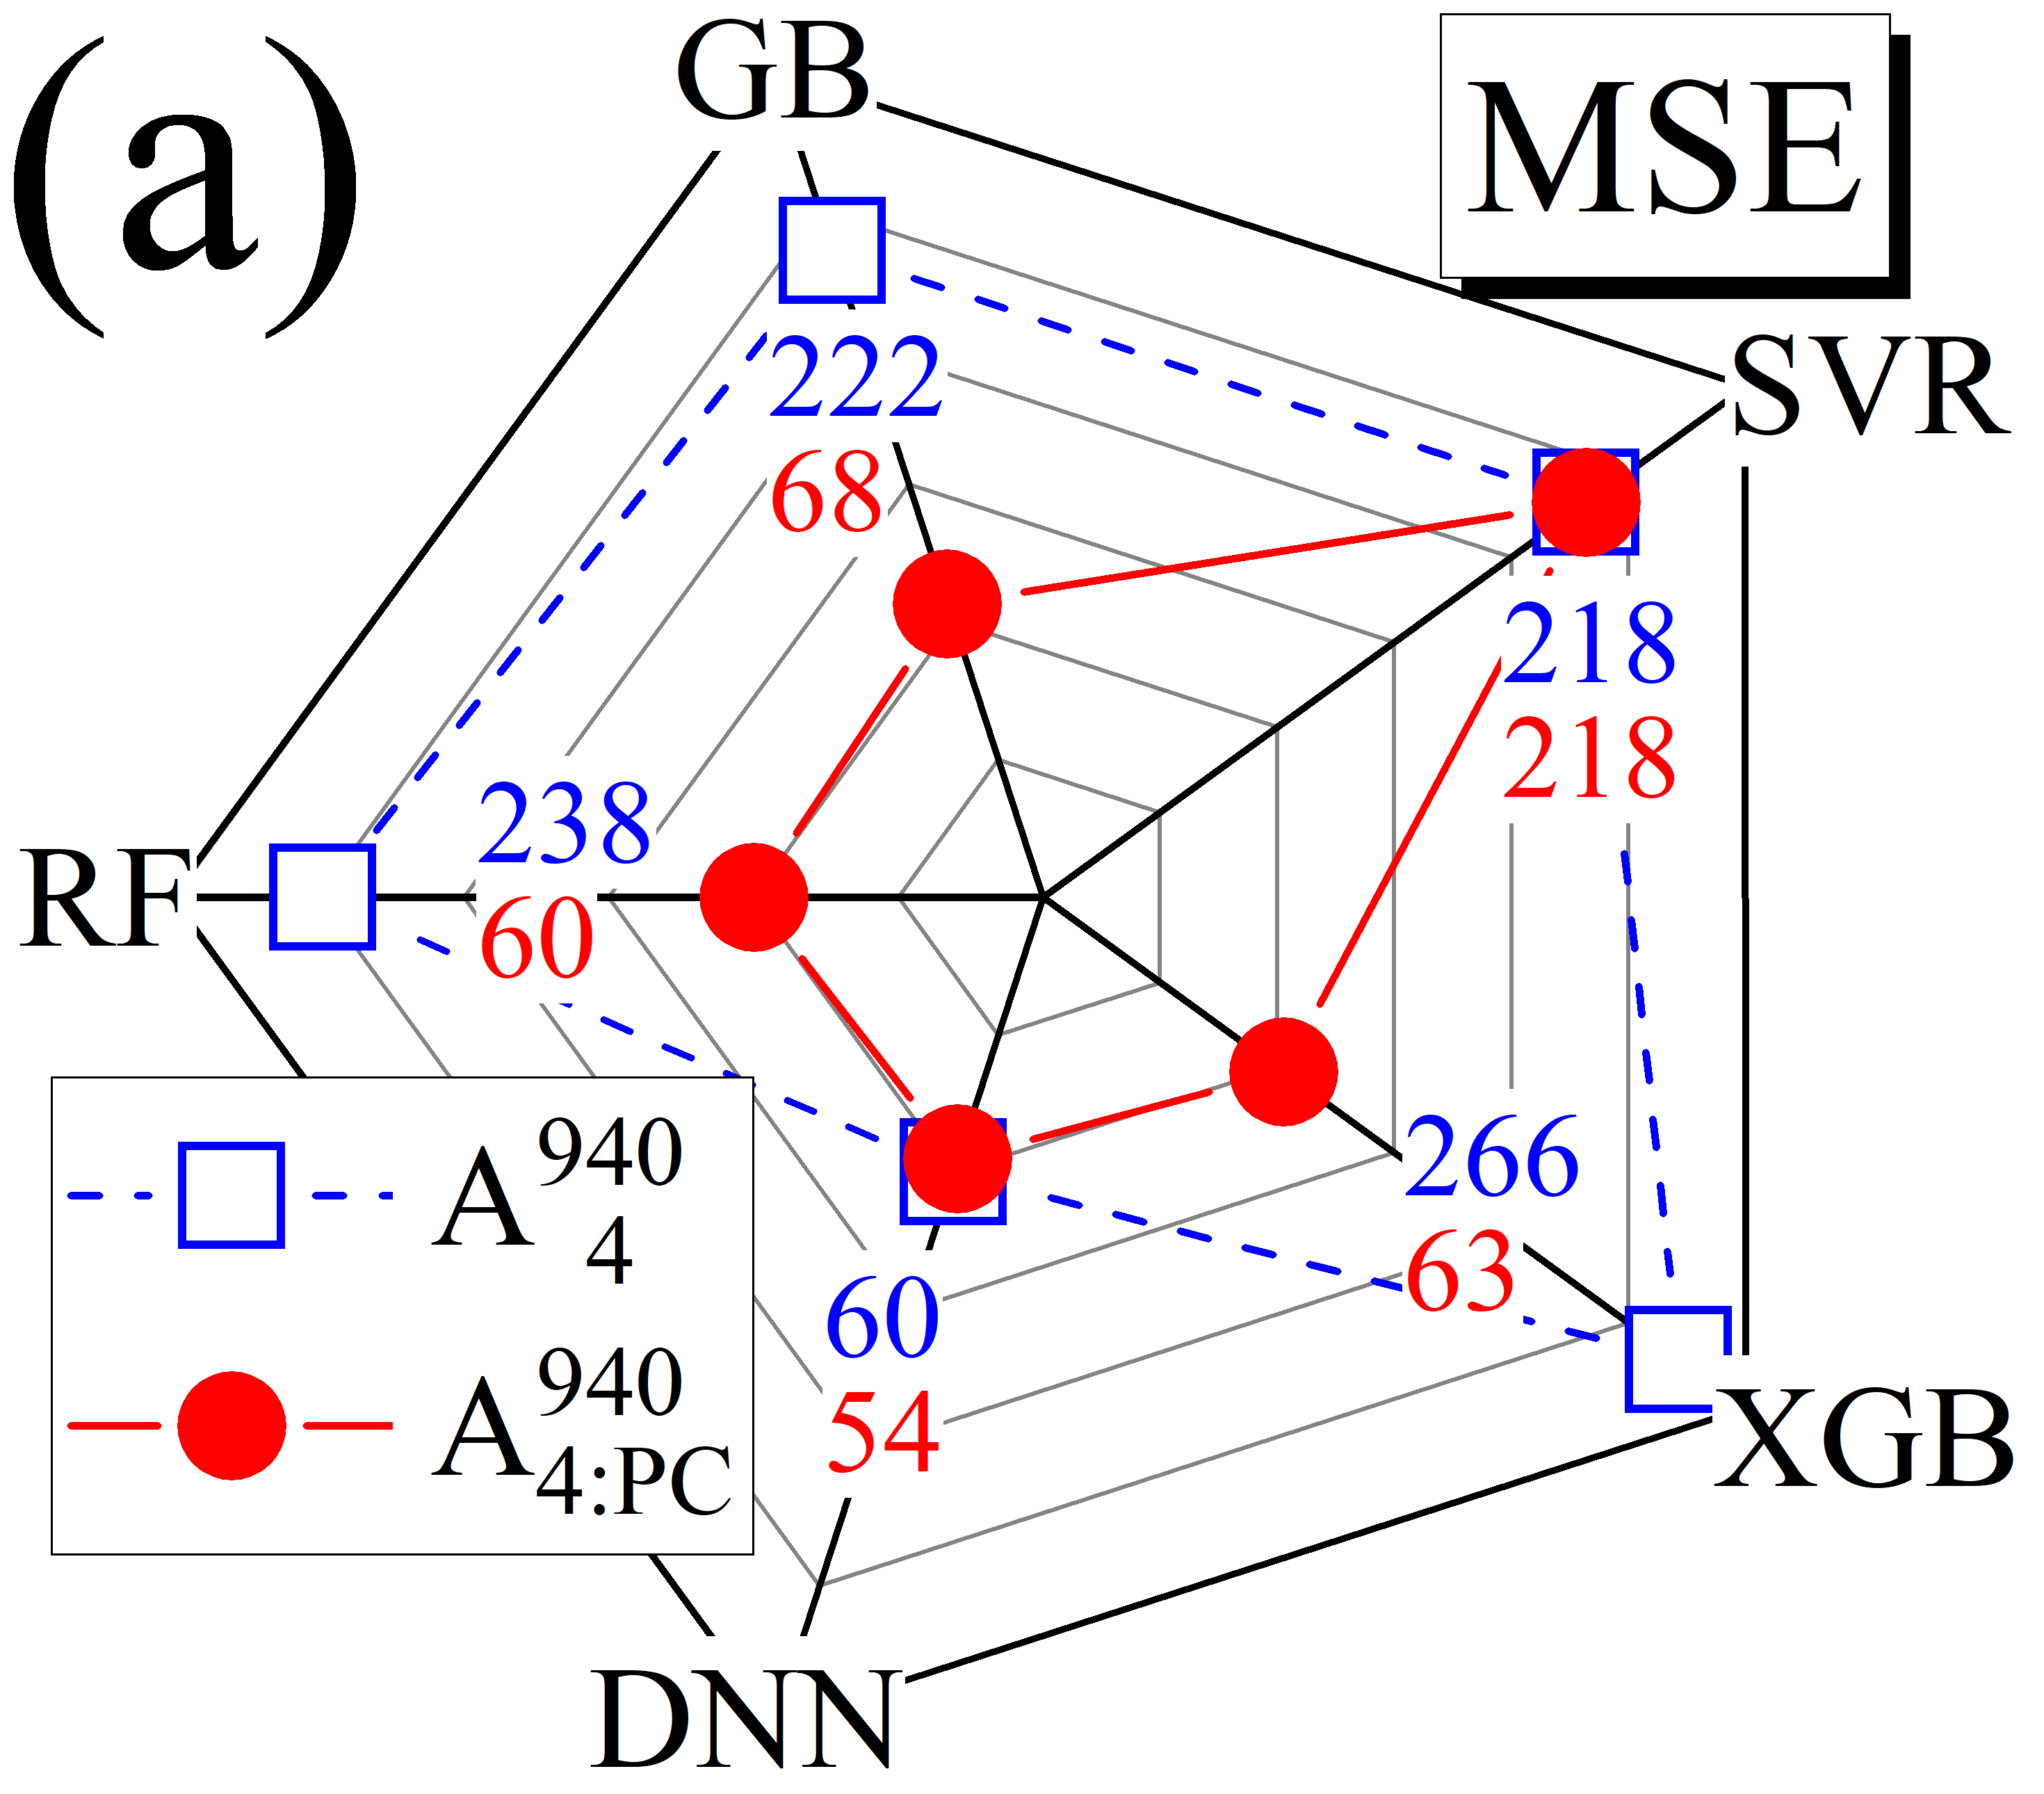 (a)
GB
MSE
SVR
222
68
218
218
RF
238
60
266
63
60
54
A 940 4
A 940 4:PC
XGB
DNN